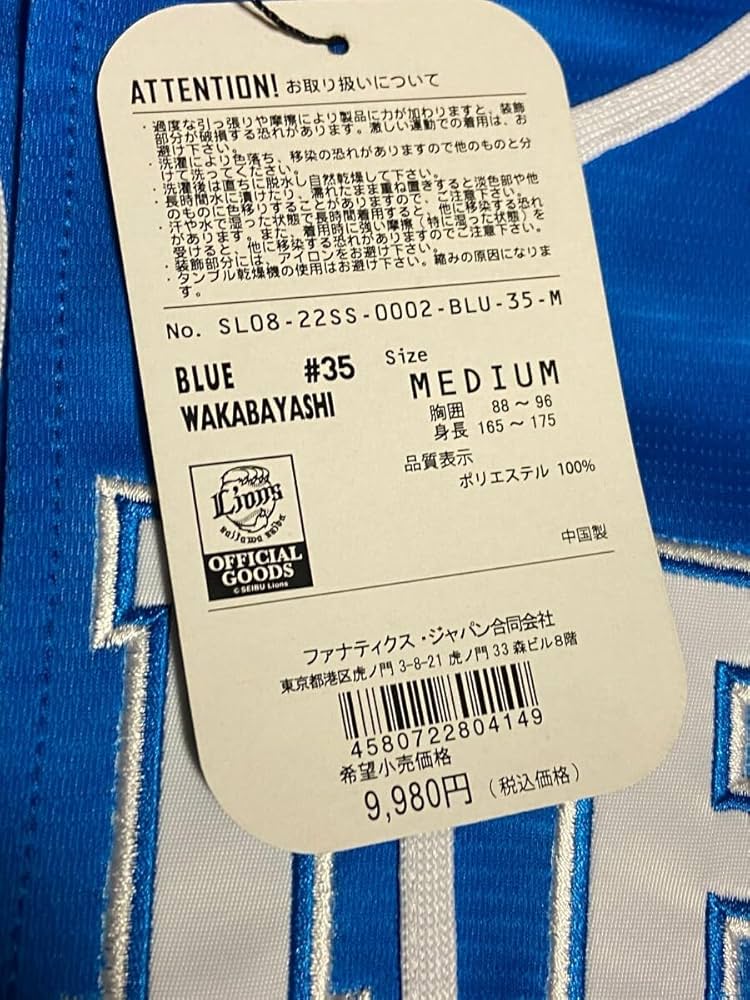 ATTENTION! お取り扱いについて
・過度な引っ張りや摩擦により製品に力が加わりますと、装飾
部分が破損する恐れがあります。激しい運動での着用は、お
避け下さい。
・洗濯により色落ち、移染の恐れがありますので他のものと分
けて洗ってください。
・洗濯後は直ちに脱水し自然乾燥して下さい。
・長時間水に漬けたり、濡れたまま重ね置きすると淡色部や他
のものに色移りすることがありますので、ご注意下さい。
・汗や水で湿った状態で長時間着用すると、他に移染する恐れ
があります。また、着用時に強い摩擦（特に湿った状態）を
受けると、他に移染する恐れがありますのでご注意下さい。
・装飾部分には、アイロンをお避け下さい。
・タンブル乾燥機の使用はお避け下さい。縮みの原因になりま
す。
No. SL08-22SS-0002-BLU-35-M
BLUE #35
WAKABAYASHI
Size
MEDIUM
胸囲 88～96
身長 165～175
品質表示
ポリエステル 100%
Lions
saitama seibu
OFFICIAL
GOODS
© SEIBU Lions
中国製
ファナティクス・ジャパン合同会社
東京都港区虎ノ門 3-8-21 虎ノ門 33 森ビル 8階
4580722804149
希望小売価格
9,980円 （税込価格）